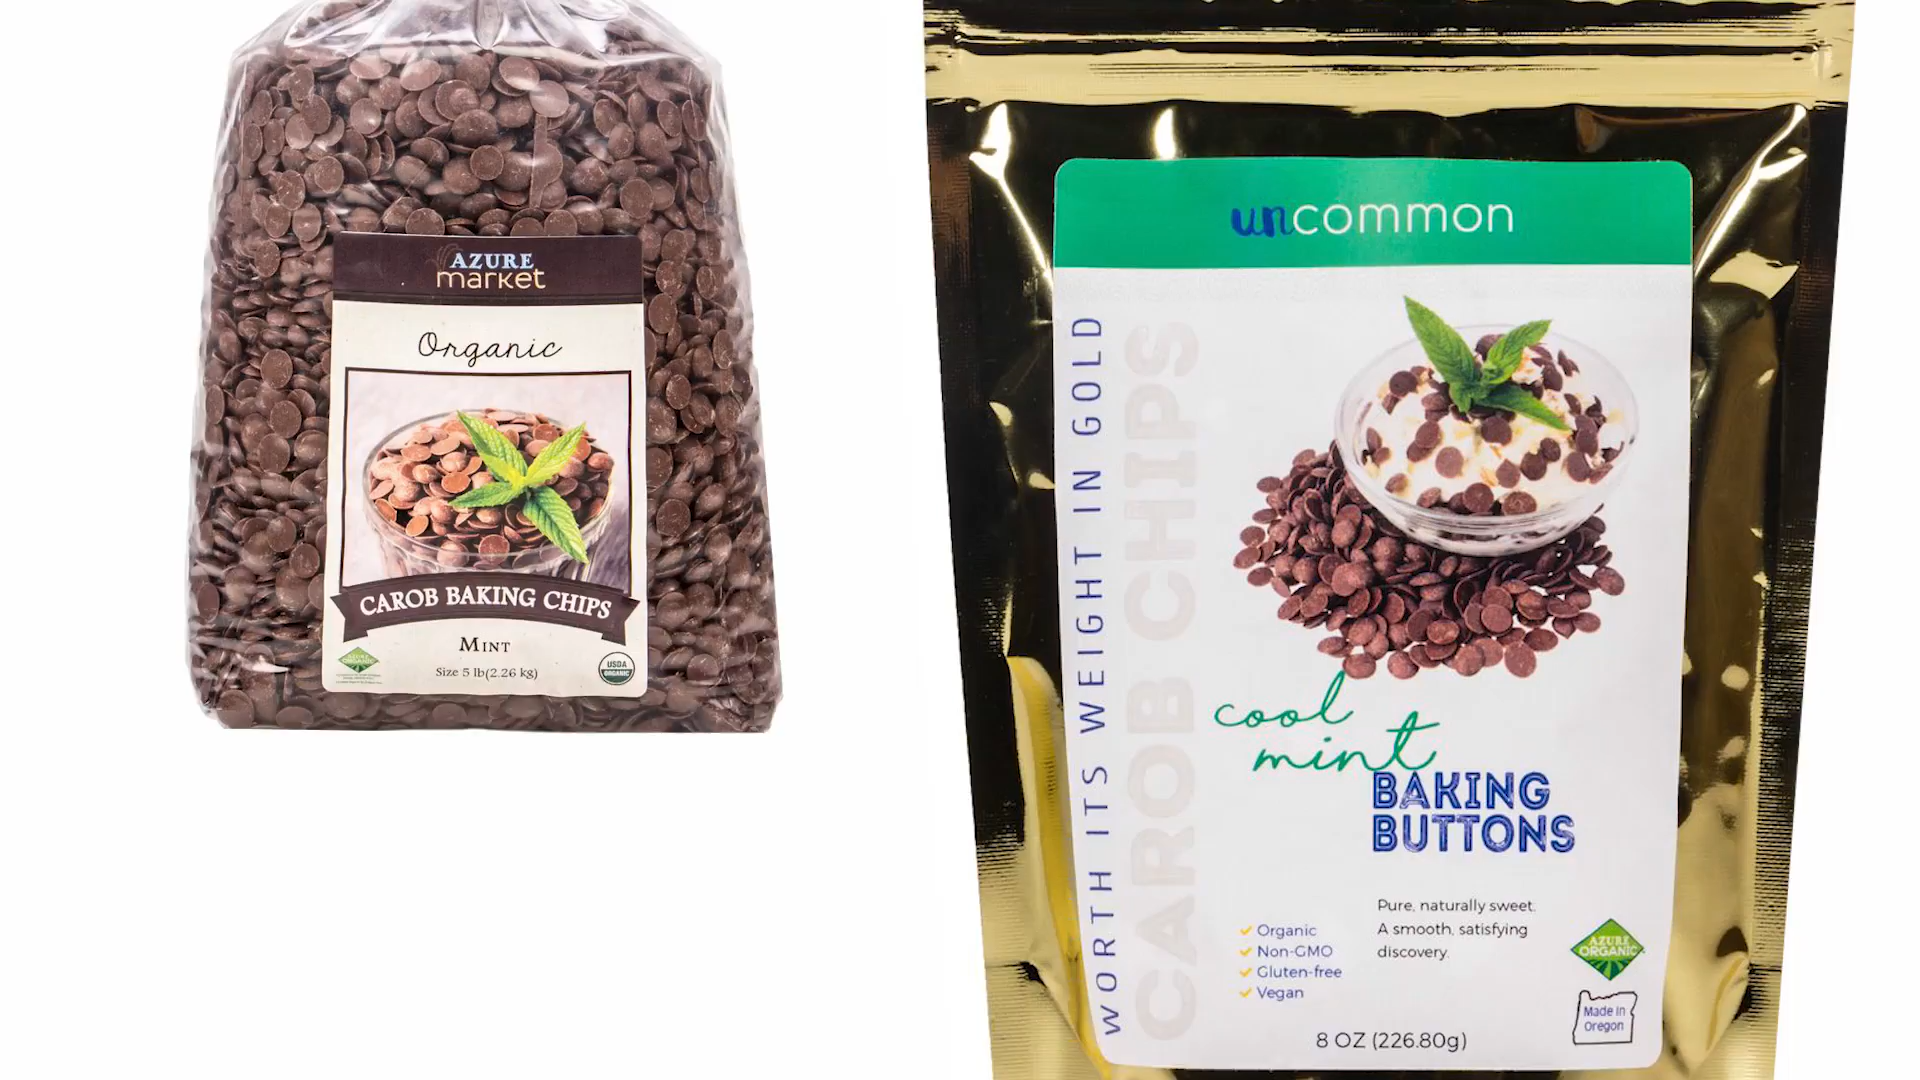 AZURE
market
Organic
CAROB BAKING CHIPS
MINT
Size 5 lb(2.26 kg)
AZURE
ORGANIC
USDA
ORGANIC
uncommon
WORTH ITS WEIGHT IN GOLD
CAROB CHIPS
cool
mint
BAKING
BUTTONS
Pure, naturally sweet.
A smooth, satisfying
discovery.
Organic
Non-GMO
Gluten-free
Vegan
AZURE
ORGANIC
Made In
Oregon
8 OZ (226.80g)